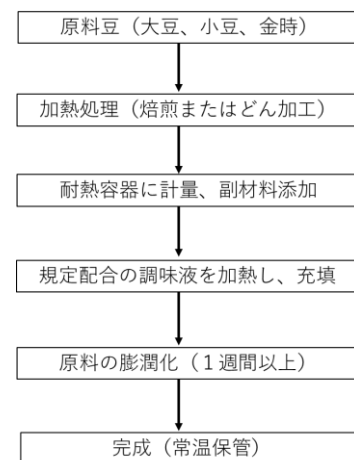 原料豆（大豆、小豆、金時）
加熱処理（焙煎またはどん加工）
耐熱容器に計量、副材料添加
規定配合の調味液を加熱し、充填
原料の膨潤化（１週間以上）
完成（常温保管）